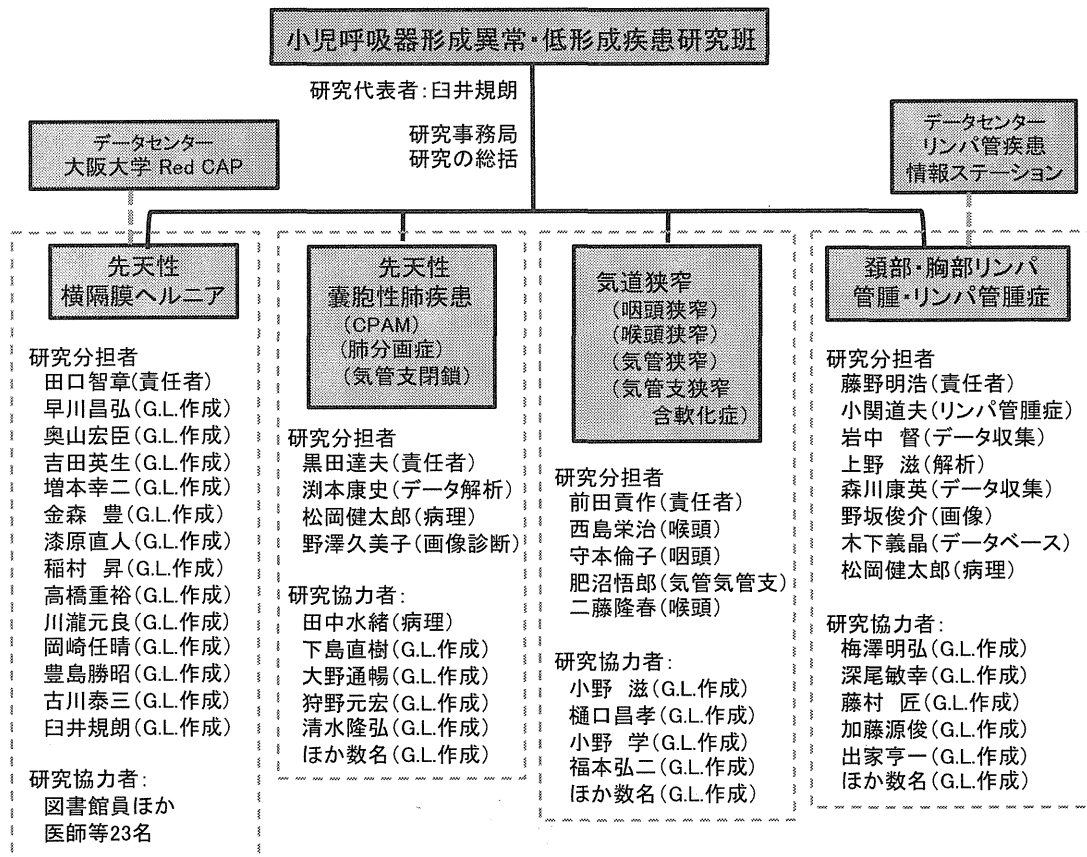 小児呼吸器形成異常・低形成疾患研究班
研究代表者：臼井規朗
研究事務局
研究の総括
データセンター
大阪大学 Red CAP
データセンター
リンパ管疾患
情報ステーション
先天性
横隔膜ヘルニア
研究分担者
田口智章(責任者)
早川昌弘(G.L.作成)
奥山宏臣(G.L.作成)
吉田英生(G.L.作成)
増本幸二(G.L.作成)
金森 豊(G.L.作成)
漆原直人(G.L.作成)
稲村 昇(G.L.作成)
高橋重裕(G.L.作成)
川瀧元良(G.L.作成)
岡崎任晴(G.L.作成)
豊島勝昭(G.L.作成)
古川泰三(G.L.作成)
臼井規朗(G.L.作成)
研究協力者：
図書館員ほか
医師等23名
先天性
嚢胞性肺疾患
(CPAM)
(肺分画症)
(気管支閉鎖)
研究分担者
黒田達夫(責任者)
渕本康史(データ解析)
松岡健太郎(病理)
野澤久美子(画像診断)
研究協力者：
田中水緒(病理)
下島直樹(G.L.作成)
大野通暢(G.L.作成)
狩野元宏(G.L.作成)
清水隆弘(G.L.作成)
ほか数名(G.L.作成)
気道狭窄
(咽頭狭窄)
(喉頭狭窄)
(気管狭窄)
(気管支狭窄
含軟化症)
研究分担者
前田貢作(責任者)
西島栄治(喉頭)
守本倫子(咽頭)
肥沼悟郎(気管気管支)
二藤隆春(喉頭)
研究協力者：
小野 滋(G.L.作成)
樋口昌孝(G.L.作成)
小野 学(G.L.作成)
福本弘二(G.L.作成)
ほか数名(G.L.作成)
頚部・胸部リンパ
管腫・リンパ管腫症
研究分担者
藤野明浩(責任者)
小関道夫(リンパ管腫症)
岩中 督(データ収集)
上野 滋(解析)
森川康英(データ収集)
野坂俊介(画像)
木下義晶(データベース)
松岡健太郎(病理)
研究協力者：
梅澤明弘(G.L.作成)
深尾敏幸(G.L.作成)
藤村 匠(G.L.作成)
加藤源俊(G.L.作成)
出家亨一(G.L.作成)
ほか数名(G.L.作成)